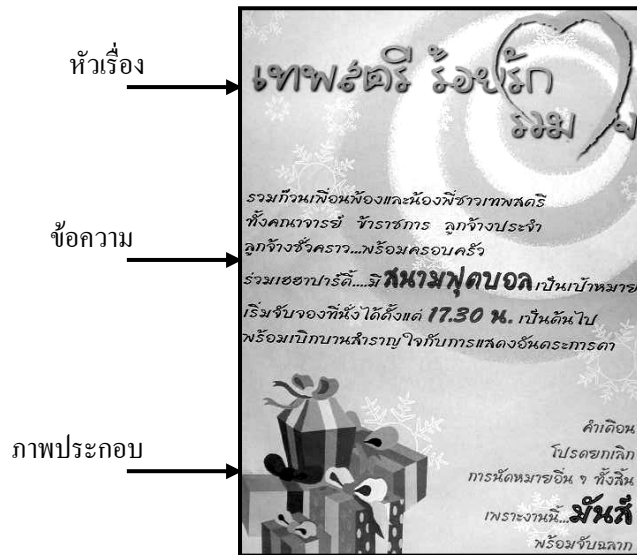 หัวเรื่อง
เทพสตรี ร้อยรัก
รวม
ข้อความ
รวมก๊วนเพื่อนพ้องและน้องพี่ชาวเทพสตรี
ทั้งคณาจารย์ ข้าราชการ ลูกจ้างประจำ
ลูกจ้างชั่วคราว...พร้อมครอบครัว
ร่วมเฮฮาปาร์ตี้....มี สนามฟุตบอล เป็นเป้าหมาย
เริ่มจับจองที่นั่งได้ตั้งแต่ 17.30 น. เป็นต้นไป
พร้อมเบิกบานสำราญใจกับการแสดงอันตระการตา
ภาพประกอบ
คำเตือน
โปรดยกเลิก
การนัดหมายอื่น ๆ ทั้งสิ้น
เพราะงานนี้...มันส์
พร้อมจับฉลาก